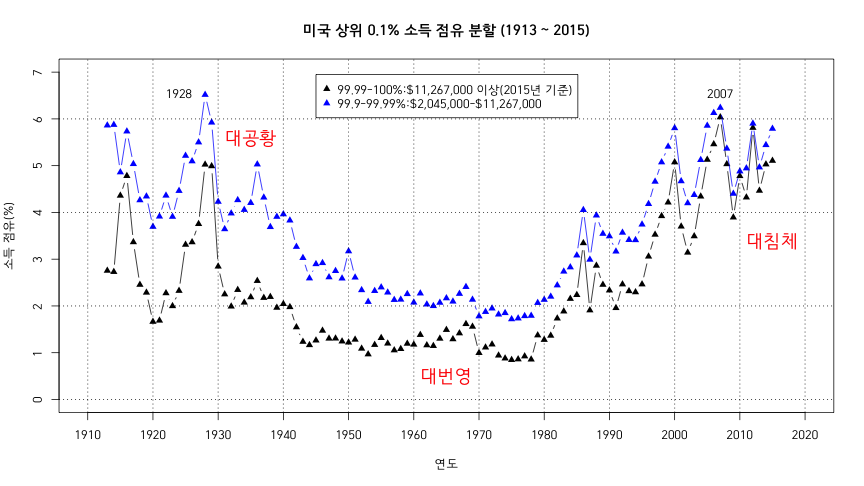 미국 상위 0.1% 소득 점유 분할 (1913 ~ 2015)
99.99-100%:$11,267,000 이상(2015년 기준)
99.9-99.99%:$2,045,000-$11,267,000
1928
2007
대공황
대침체
대번영
소득 점유(%)
7
6
5
4
3
2
1
0
1910 1920 1930 1940 1950 1960 1970 1980 1990 2000 2010 2020
연도